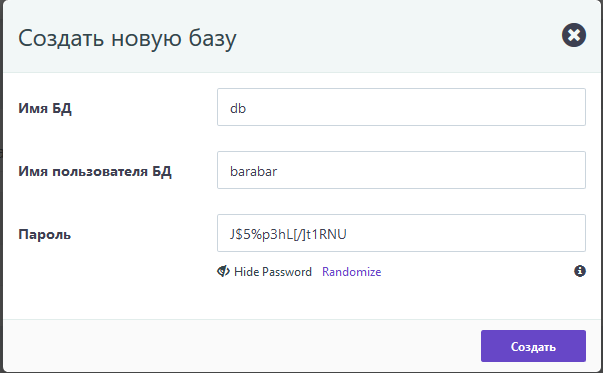 Создать новую базу
Имя БД db
Имя пользователя БД barabar
Пароль J$5%p3hL[/]t1RNU
Hide Password Randomize
Создать